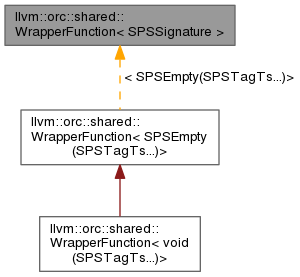 llvm::orc::shared::
WrapperFunction< SPSSignature >
< SPSEmpty(SPSTagTs...)>
llvm::orc::shared::
WrapperFunction< SPSEmpty
(SPSTagTs...)>
llvm::orc::shared::
WrapperFunction< void
(SPSTagTs...)>